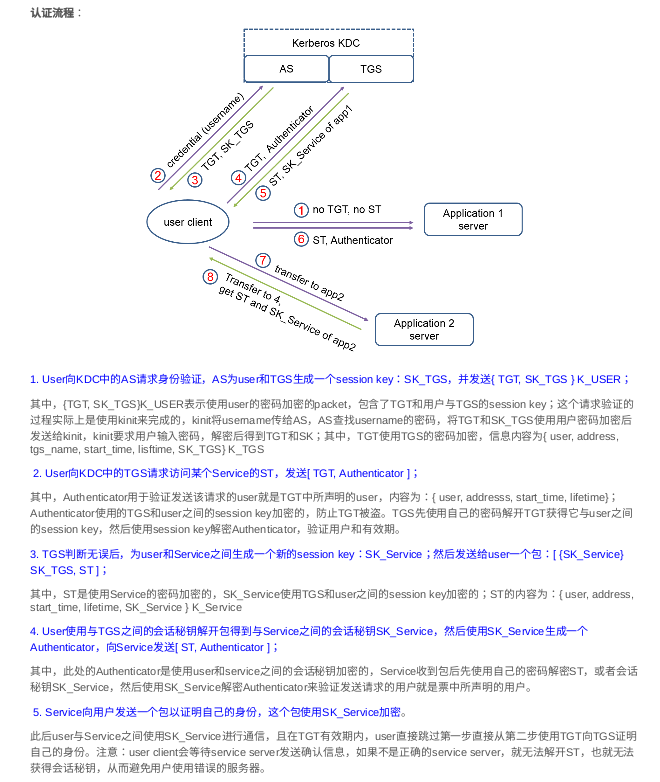 认证流程：
Kerberos KDC
AS
TGS
credential (username)
TGT, SK_TGS
TGT, Authenticator
ST, SK_Service of app1
2
3
4
5
1 no TGT, no ST
user client
Application 1
server
6 ST, Authenticator
7 transfer to app2
8 Transfer to 4,
get ST and SK_Service of app2
Application 2
server
1. User向KDC中的AS请求身份验证，AS为user和TGS生成一个session key：SK_TGS，并发送{ TGT, SK_TGS } K_USER；
其中，{TGT, SK_TGS}K_USER表示使用user的密码加密的packet，包含了TGT和用户与TGS的session key；这个请求验证的
过程实际上是使用kinit来完成的，kinit将username传给AS，AS查找username的密码，将TGT和SK_TGS使用用户密码加密后
发送给kinit，kinit要求用户输入密码，解密后得到TGT和SK；其中，TGT使用TGS的密码加密，信息内容为{ user, address,
tgs_name, start_time, lisftime, SK_TGS} K_TGS
2. User向KDC中的TGS请求访问某个Service的ST，发送[ TGT, Authenticator ]；
其中，Authenticator用于验证发送该请求的user就是TGT中所声明的user，内容为：{ user, addresss, start_time, lifetime}；
Authenticator使用的TGS和user之间的session key加密的，防止TGT被盗。TGS先使用自己的密码解开TGT获得它与user之间
的session key，然后使用session key解密Authenticator，验证用户和有效期。
3. TGS判断无误后，为user和Service之间生成一个新的session key：SK_Service；然后发送给user一个包：[ {SK_Service}
SK_TGS, ST ]；
其中，ST是使用Service的密码加密的，SK_Service使用TGS和user之间的session key加密的；ST的内容为：{ user, address,
start_time, lifetime, SK_Service } K_Service
4. User使用与TGS之间的会话秘钥解开包得到与Service之间的会话秘钥SK_Service，然后使用SK_Service生成一个
Authenticator，向Service发送[ ST, Authenticator ]；
其中，此处的Authenticator是使用user和service之间的会话秘钥加密的，Service收到包后先使用自己的密码解密ST，或者会话
秘钥SK_Service，然后使用SK_Service解密Authenticator来验证发送请求的用户就是票中所声明的用户。
5. Service向用户发送一个包以证明自己的身份，这个包使用SK_Service加密。
此后user与Service之间使用SK_Service进行通信，且在TGT有效期内，user直接跳过第一步直接从第二步使用TGT向TGS证明
自己的身份。注意：user client会等待service server发送确认信息，如果不是正确的service server，就无法解开ST，也就无法
获得会话秘钥，从而避免用户使用错误的服务器。